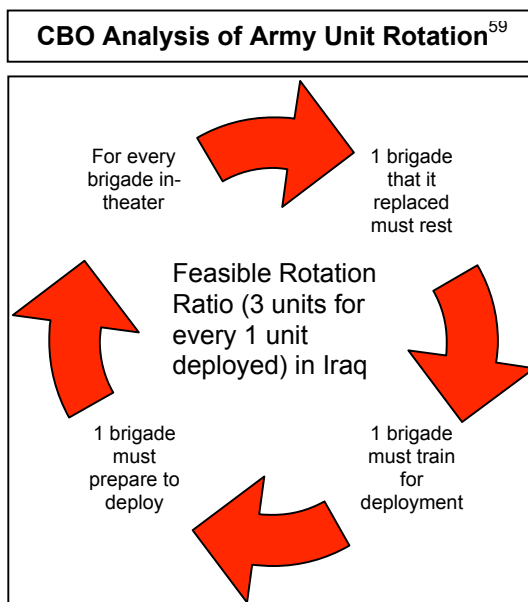 CBO Analysis of Army Unit Rotation59
For every
brigade in-
theater
1 brigade
that it
replaced
must rest
Feasible Rotation
Ratio (3 units for
every 1 unit
deployed) in Iraq
1 brigade
must train
for
deployment
1 brigade
must
prepare to
deploy